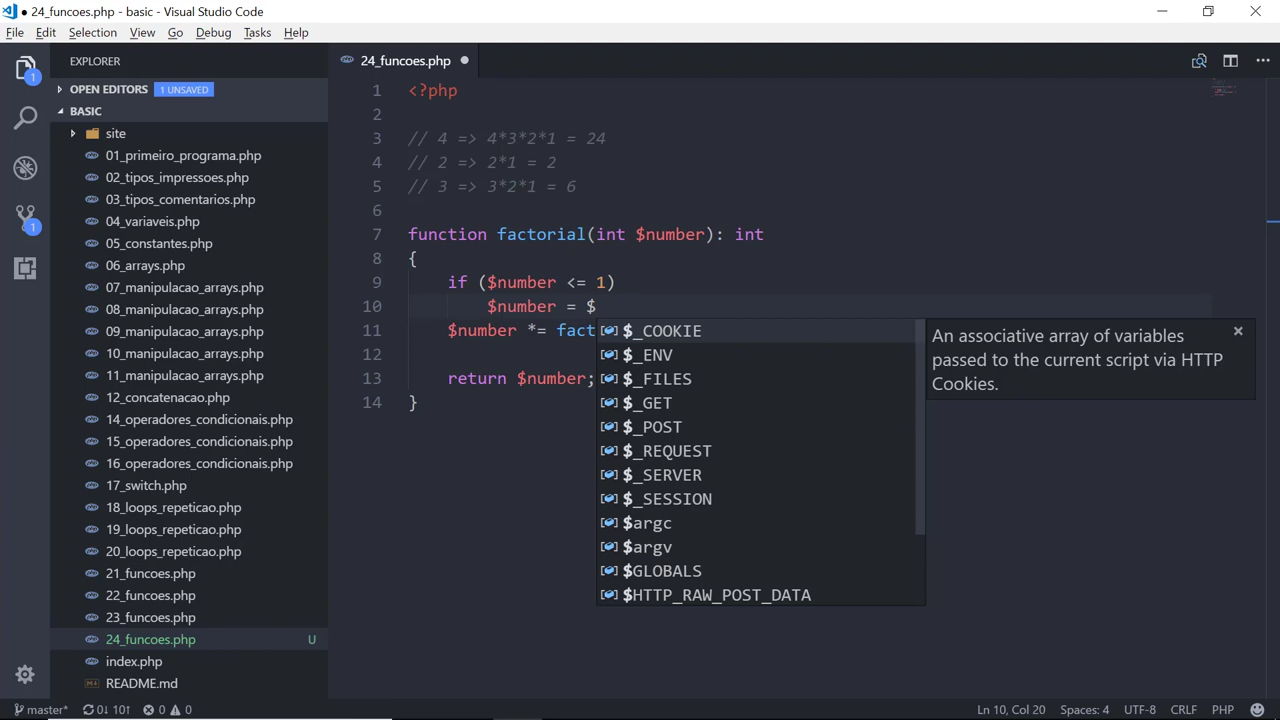 24_funcoes.php - basic - Visual Studio Code
File Edit Selection View Go Debug Tasks Help
EXPLORER
OPEN EDITORS 1 UNSAVED
BASIC
site
01_primeiro_programa.php
02_tipos_impressoes.php
03_tipos_comentarios.php
04_variaveis.php
05_constantes.php
06_arrays.php
07_manipulacao_arrays.php
08_manipulacao_arrays.php
09_manipulacao_arrays.php
10_manipulacao_arrays.php
11_manipulacao_arrays.php
12_concatenacao.php
14_operadores_condicionais.php
15_operadores_condicionais.php
16_operadores_condicionais.php
17_switch.php
18_loops_repeticao.php
19_loops_repeticao.php
20_loops_repeticao.php
21_funcoes.php
22_funcoes.php
23_funcoes.php
24_funcoes.php U
index.php
README.md
1
1
24_funcoes.php
1 <?php
2
3 // 4 => 4*3*2*1 = 24
4 // 2 => 2*1 = 2
5 // 3 => 3*2*1 = 6
6
7 function factorial(int $number): int
8 {
9 if ($number <= 1)
10 $number = $
11 $number *= fact
12
13 return $number;
14 }
$_COOKIE
$_ENV
$_FILES
$_GET
$_POST
$_REQUEST
$_SERVER
$_SESSION
$argc
$argv
$GLOBALS
$HTTP_RAW_POST_DATA
An associative array of variables
passed to the current script via HTTP
Cookies.
master* 0↓ 10↑ 0 0 Ln 10, Col 20 Spaces: 4 UTF-8 CRLF PHP